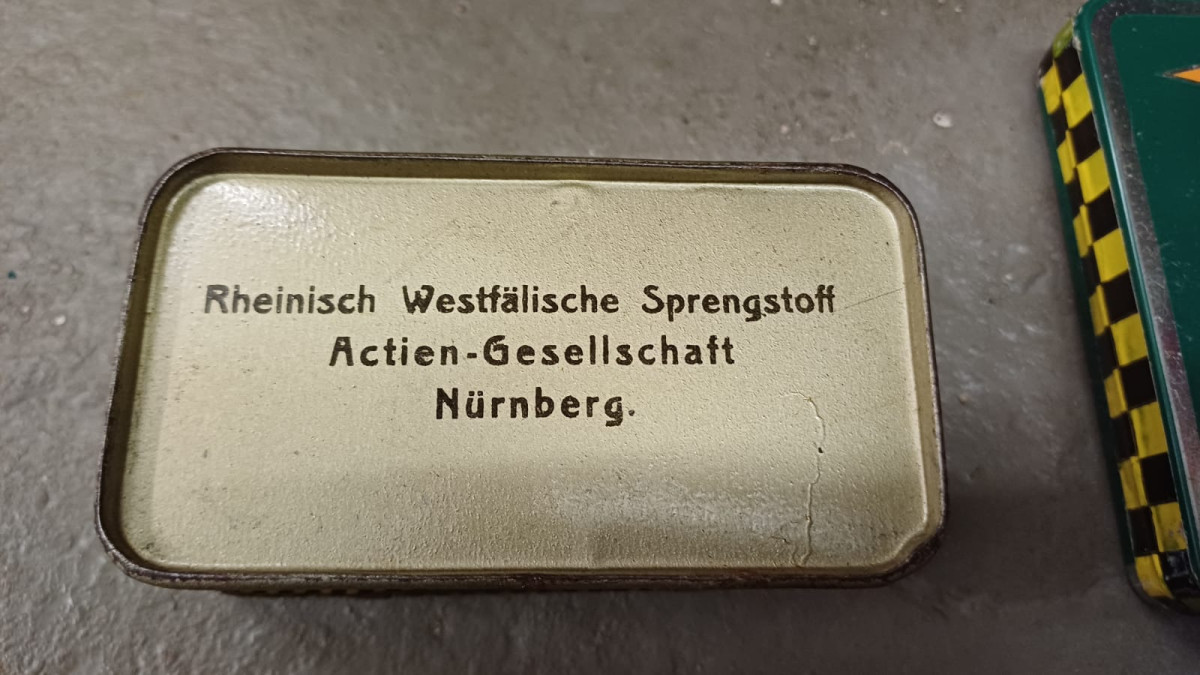 Rheinisch Westfälische Sprengstoff
Actien-Gesellschaft
Nürnberg.